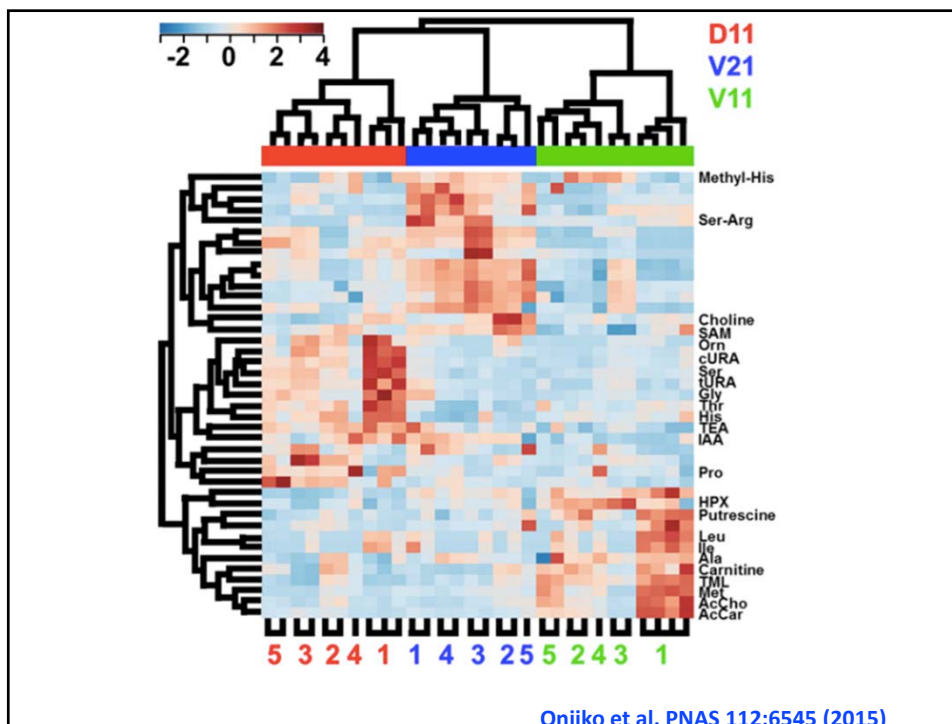 -2 0 2 4
D11
V21
V11
Methyl-His
Ser-Arg
Choline
SAM
Orn
cURA
Ser
tURA
Gly
Thr
His
TEA
IAA
Pro
HPX
Putrescine
Leu
Ile
Ala
Carnitine
TML
Met
AcCho
AcCar
5 3 2 4 1 1 4 3 2 5 5 2 4 3 1
Onjiko et al. PNAS 112:6545 (2015)